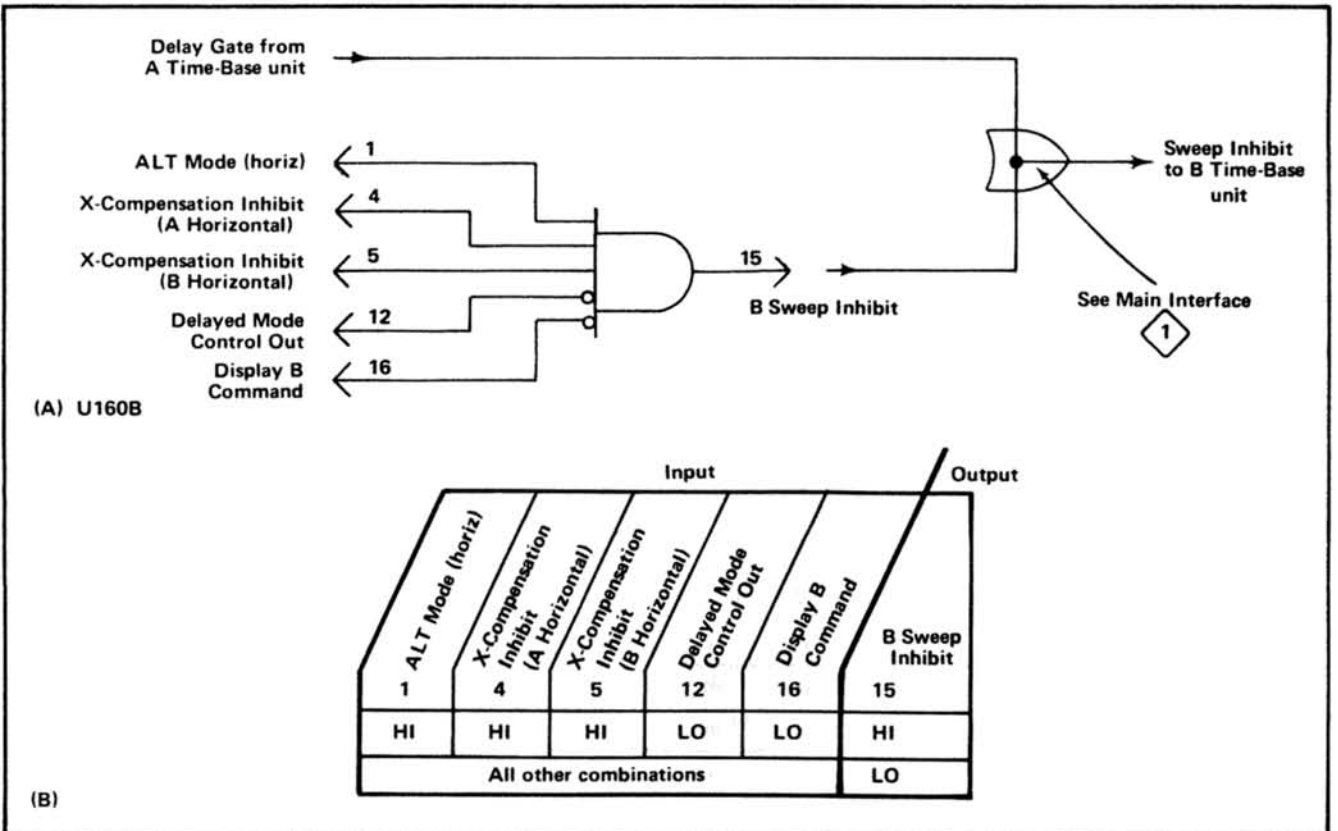 Delay Gate from
A Time-Base unit
ALT Mode (horiz)
1
X-Compensation Inhibit
(A Horizontal)
4
X-Compensation Inhibit
(B Horizontal)
5
Delayed Mode
Control Out
12
Display B
Command
16
15
B Sweep Inhibit
Sweep Inhibit
to B Time-Base
unit
See Main Interface
1
(A) U160B
Input
Output
ALT Mode (horiz)
X-Compensation
Inhibit
(A Horizontal)
X-Compensation
Inhibit
(B Horizontal)
Delayed Mode
Control Out
Display B
Command
B Sweep
Inhibit
1 4 5 12 16 15
HI HI HI LO LO HI
All other combinations LO
(B)